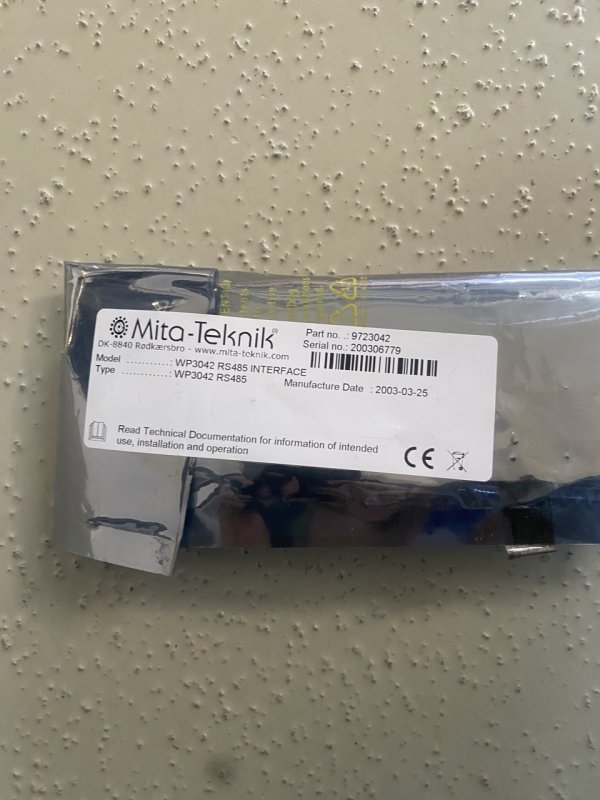 Mita-Teknik®
DK-8840 Rødkærsbro - www.mita-teknik.com
Part no. .: 9723042
Serial no.: 200306779
Model ...........: WP3042 RS485 INTERFACE
Type ............: WP3042 RS485
Manufacture Date : 2003-03-25
Read Technical Documentation for information of intended
use, installation and operation
CE